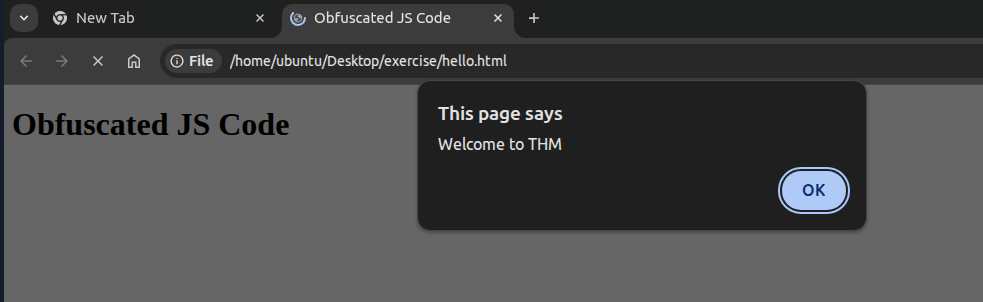 New Tab
Obfuscated JS Code
File
/home/ubuntu/Desktop/exercise/hello.html
Obfuscated JS Code
This page says
Welcome to THM
OK